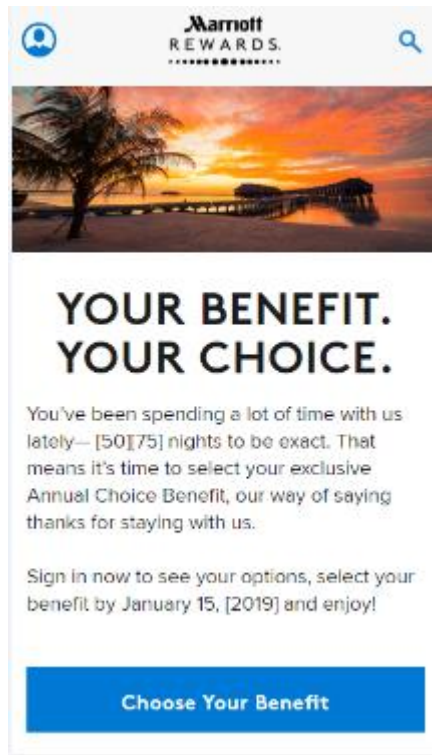 Marriott
REWARDS.
YOUR BENEFIT.
YOUR CHOICE.
You've been spending a lot of time with us
lately— [50][75] nights to be exact. That
means it's time to select your exclusive
Annual Choice Benefit, our way of saying
thanks for staying with us.
Sign in now to see your options, select your
benefit by January 15, [2019] and enjoy!
Choose Your Benefit